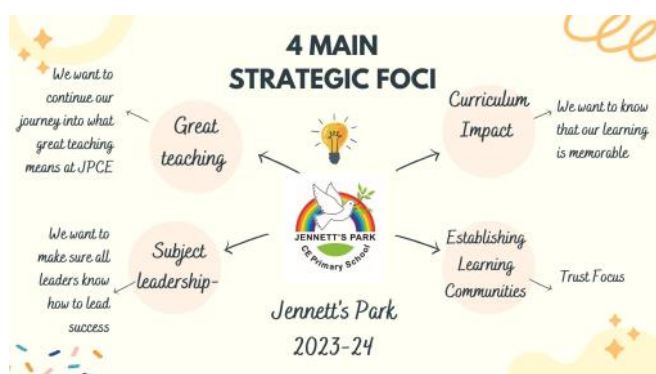 4 MAIN
STRATEGIC FOCI
We want to
continue our
journey into what
great teaching
means at JPCE
Great
teaching
Curriculum
Impact
We want to know
that our learning
is memorable
JENNETT'S PARK
CE Primary School
We want to
make sure all
leaders know
how to lead
success
Subject
leadership-
Establishing
Learning
Communities
Trust Focus
Jennett's Park
2023-24